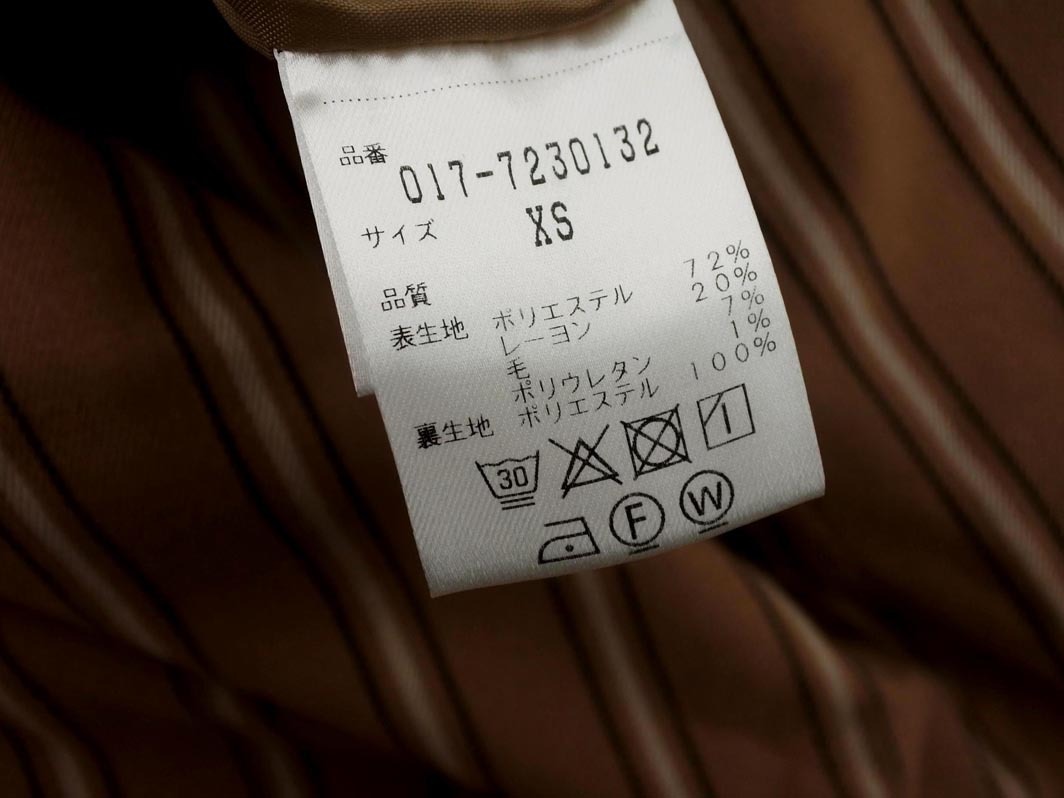 品番 017-7230132
サイズ XS
品質
表生地 ポリエステル 72%
レーヨン 20%
毛 7%
ポリウレタン 1%
裏生地 ポリエステル 100%
30
F W